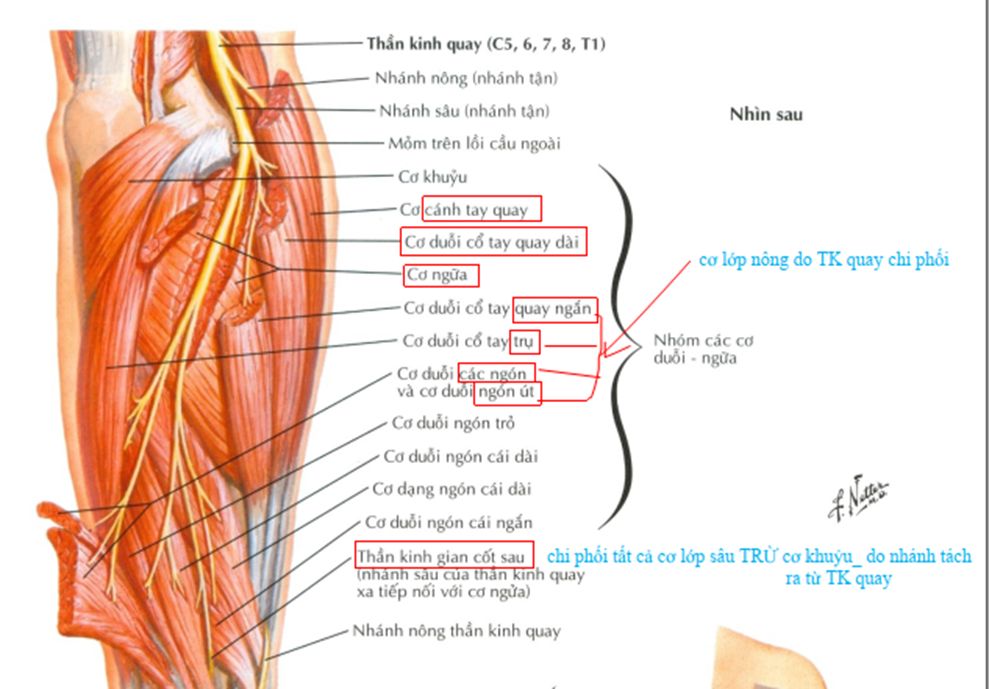 Thần kinh quay (C5, 6, 7, 8, T1)
Nhánh nông (nhánh tận)
Nhánh sâu (nhánh tận)
Nhìn sau
Mỏm trên lồi cầu ngoài
Cơ khuỷu
Cơ cánh tay quay
Cơ duỗi cổ tay quay dài
cơ lớp nông do TK quay chi phối
Cơ ngữa
Cơ duỗi cổ tay quay ngắn
Cơ duỗi cổ tay trụ
Nhóm các cơ
duỗi - ngữa
Cơ duỗi các ngón
và cơ duỗi ngón út
Cơ duỗi ngón trỏ
Cơ duỗi ngón cái dài
Cơ dạng ngón cái dài
F. Netter
M.D.
Cơ duỗi ngón cái ngắn
Thần kinh gian cốt sau
(nhánh sâu của thần kinh quay
xa tiếp nối với cơ ngửa)
chi phối tất cả cơ lớp sâu TRỪ cơ khuỷu_ do nhánh tách
ra từ TK quay
Nhánh nông thần kinh quay